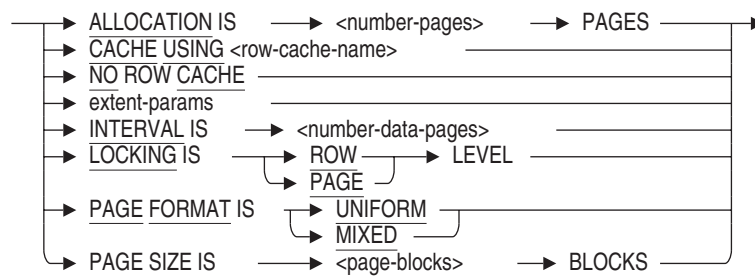 ALLOCATION IS <number-pages> PAGES
CACHE USING <row-cache-name>
NO ROW CACHE
extent-params
INTERVAL IS <number-data-pages>
LOCKING IS ROW LEVEL
PAGE
PAGE FORMAT IS UNIFORM
MIXED
PAGE SIZE IS <page-blocks> BLOCKS